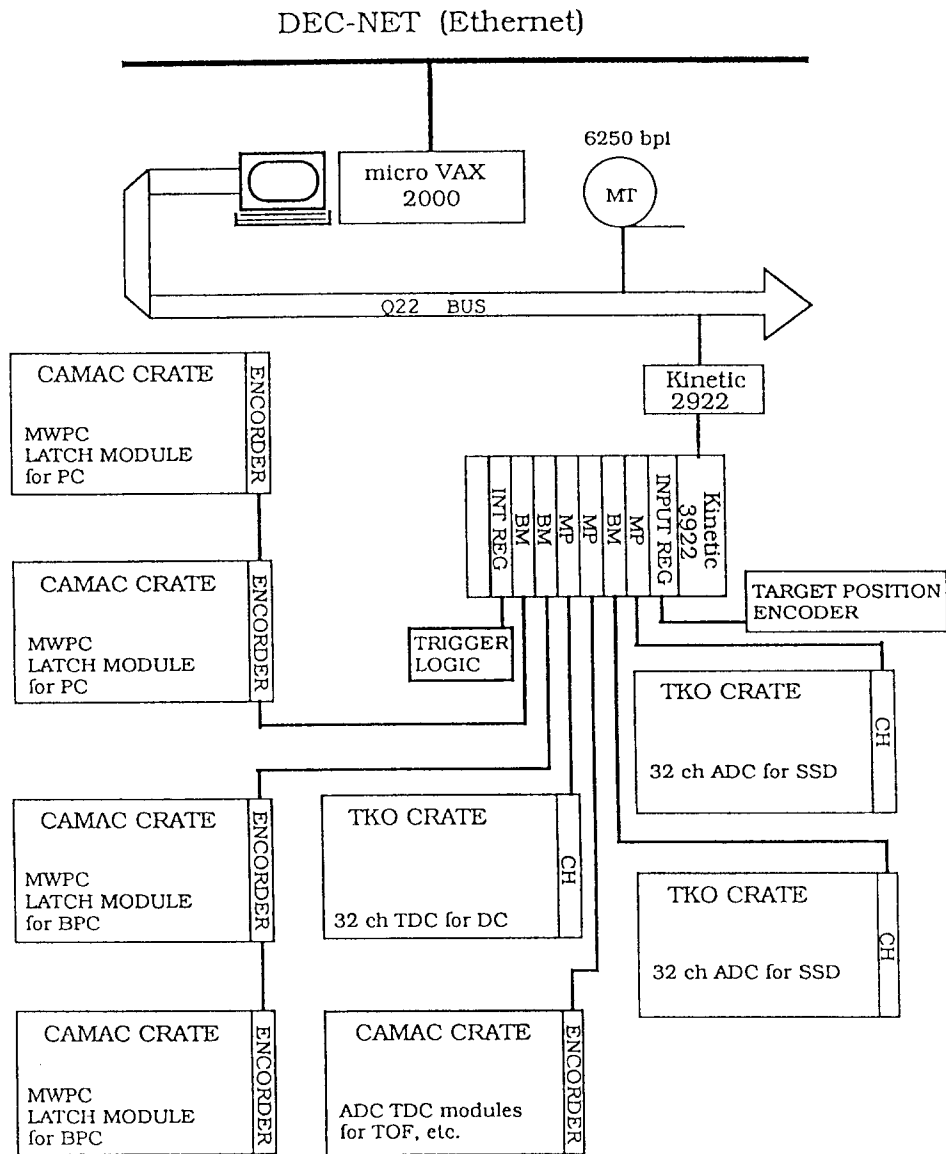 DEC-NET (Ethernet)
6250 bpi
micro VAX
2000
MT
Q22 BUS
CAMAC CRATE
ENCORDER
MWPC
LATCH MODULE
for PC
Kinetic
2922
INT REG
BM
BM
MP
MP
BM
MP
INPUT REG
Kinetic
3922
CAMAC CRATE
ENCORDER
MWPC
LATCH MODULE
for PC
TRIGGER
LOGIC
TARGET POSITION
ENCODER
TKO CRATE
CH
32 ch ADC for SSD
CAMAC CRATE
ENCORDER
MWPC
LATCH MODULE
for BPC
TKO CRATE
CH
32 ch TDC for DC
TKO CRATE
CH
32 ch ADC for SSD
CAMAC CRATE
ENCORDER
MWPC
LATCH MODULE
for BPC
CAMAC CRATE
ENCORDER
ADC TDC modules
for TOF, etc.